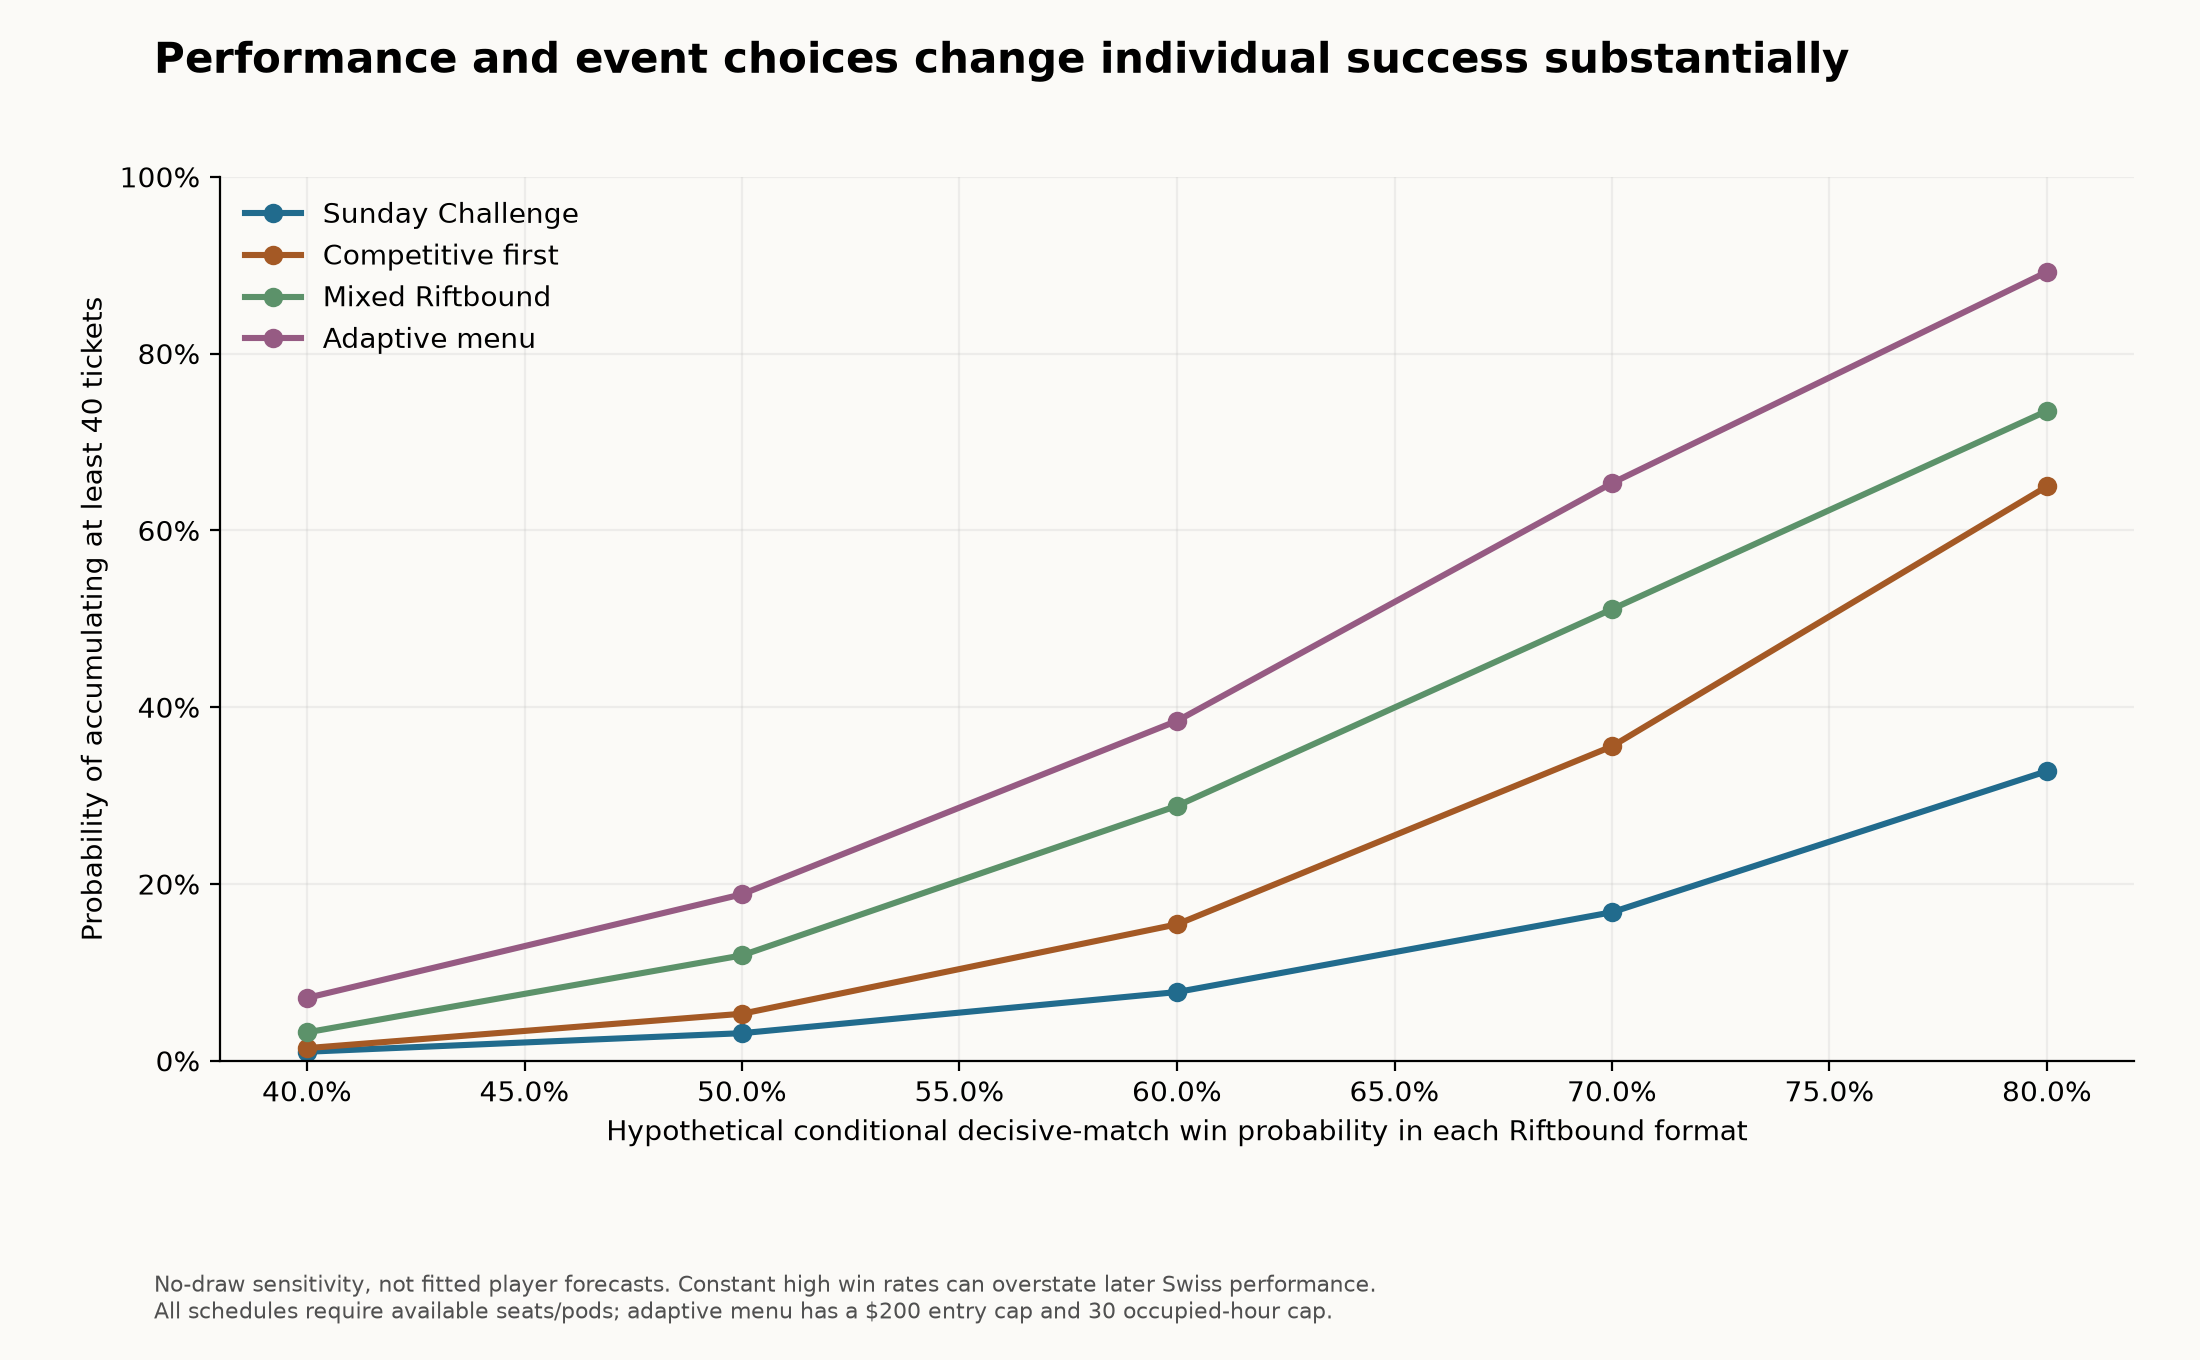 Performance and event choices change individual success substantially
Probability of accumulating at least 40 tickets
100%
80%
60%
40%
20%
0%
Sunday Challenge
Competitive first
Mixed Riftbound
Adaptive menu
40.0%
45.0%
50.0%
55.0%
60.0%
65.0%
70.0%
75.0%
80.0%
Hypothetical conditional decisive-match win probability in each Riftbound format
No-draw sensitivity, not fitted player forecasts. Constant high win rates can overstate later Swiss performance.
All schedules require available seats/pods; adaptive menu has a $200 entry cap and 30 occupied-hour cap.